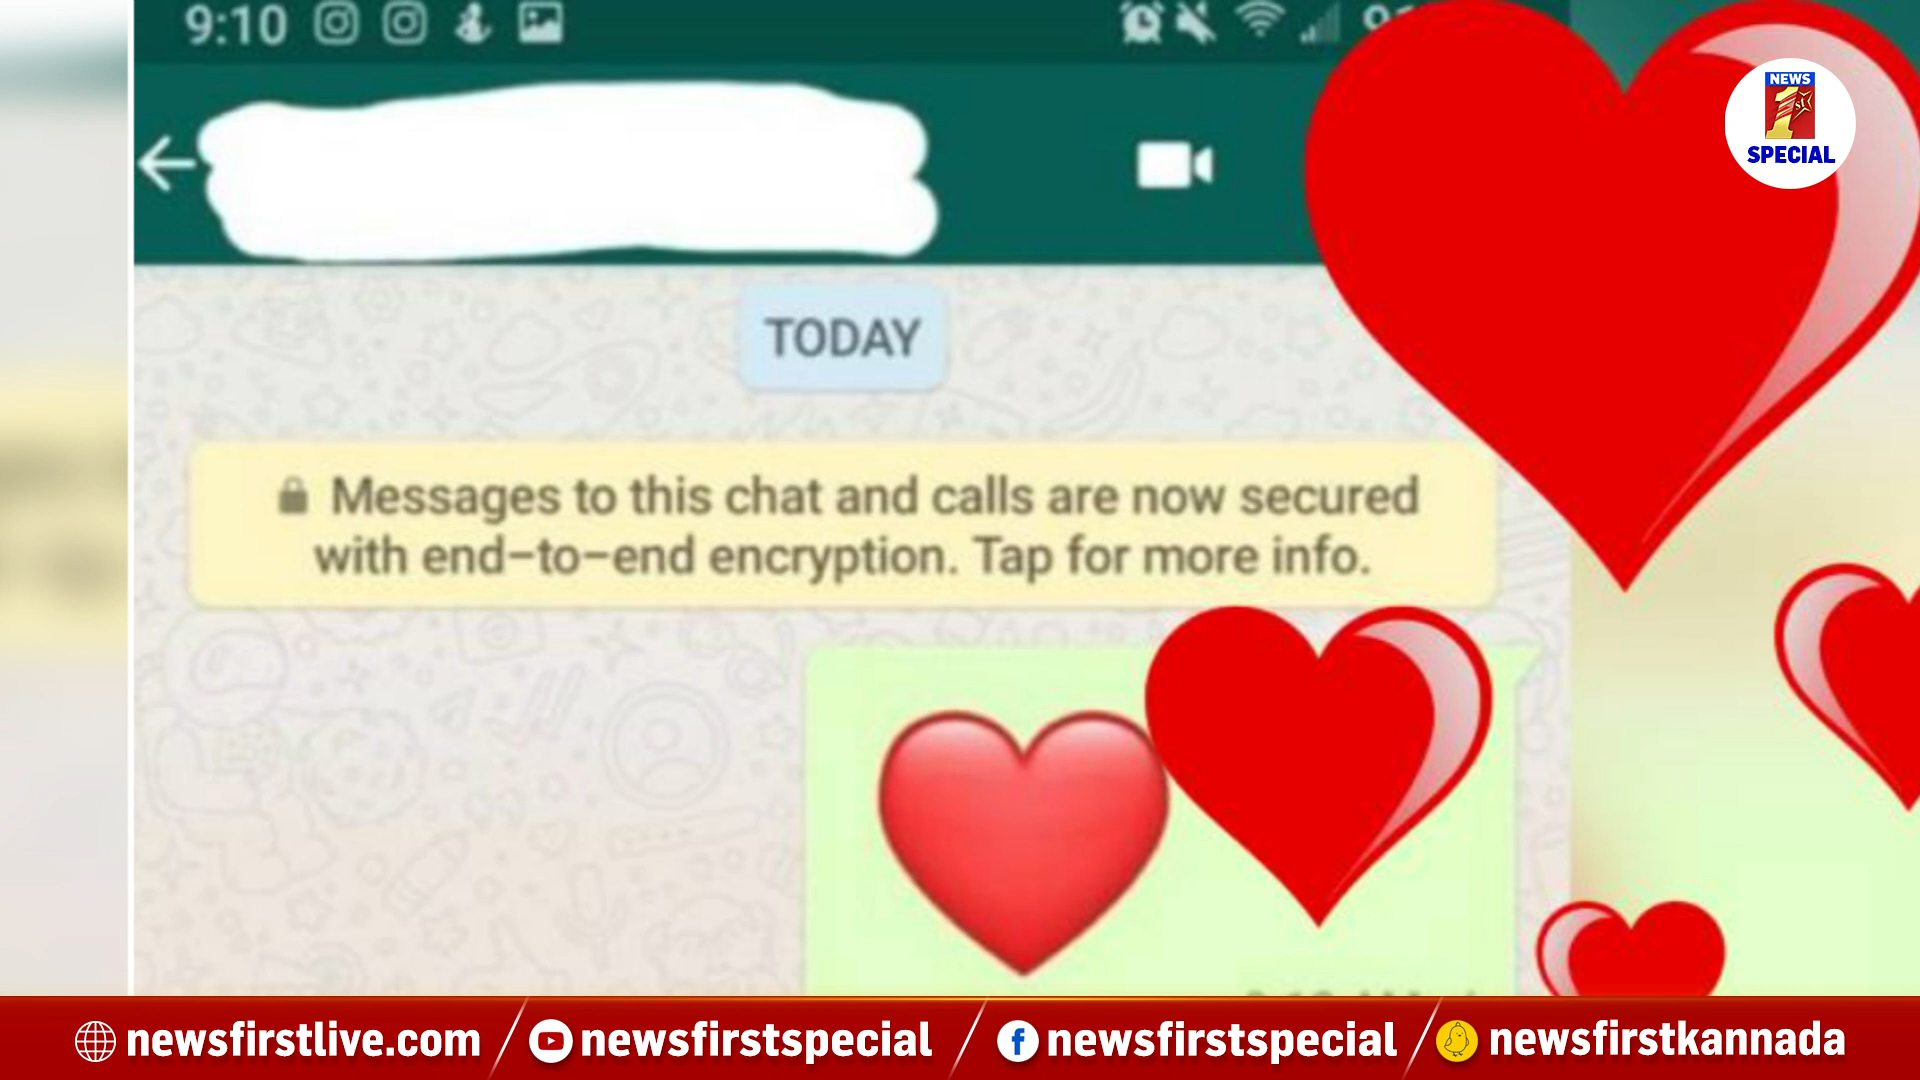 9:10
NEWS
1st
SPECIAL
TODAY
Messages to this chat and calls are now secured
with end-to-end encryption. Tap for more info.
newsfirstlive.com
newsfirstspecial
newsfirstspecial
newsfirstkannada